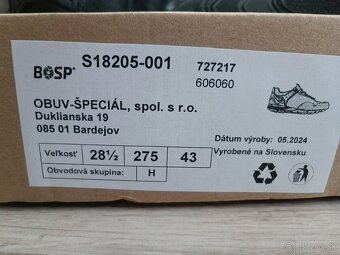 BOSP® S18205-001 727217
606060
OBUV-ŠPECIÁL, spol. s r.o.
Duklianska 19
085 01 Bardejov
Dátum výroby: 05.2024
Veľkosť 28½ 275 43 Vyrobené na Slovensku
Obvodová skupina: H